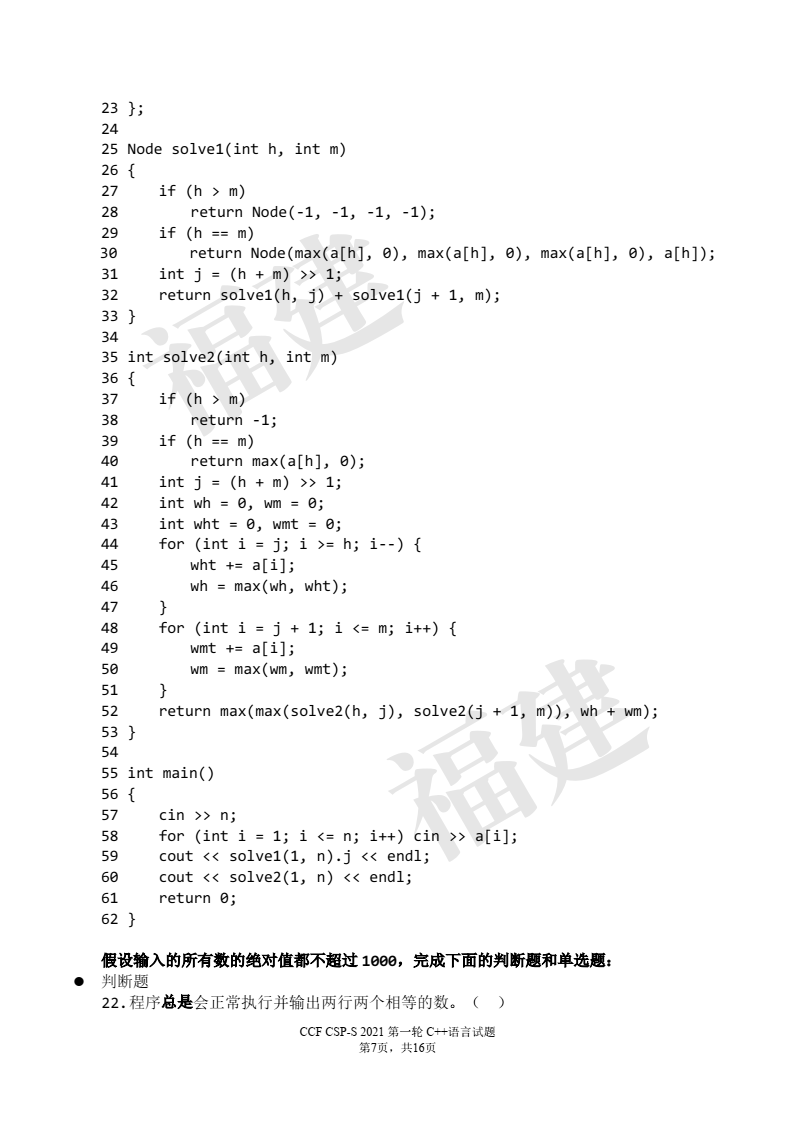 23 };
24
25 Node solve1(int h, int m)
26 {
27     if (h > m)
28         return Node(-1, -1, -1, -1);
29     if (h == m)
30         return Node(max(a[h], 0), max(a[h], 0), max(a[h], 0), a[h]);
31     int j = (h + m) >> 1;
32     return solve1(h, j) + solve1(j + 1, m);
33 }
34
35 int solve2(int h, int m)
36 {
37     if (h > m)
38         return -1;
39     if (h == m)
40         return max(a[h], 0);
41     int j = (h + m) >> 1;
42     int wh = 0, wm = 0;
43     int wht = 0, wmt = 0;
44     for (int i = j; i >= h; i--) {
45         wht += a[i];
46         wh = max(wh, wht);
47     }
48     for (int i = j + 1; i <= m; i++) {
49         wmt += a[i];
50         wm = max(wm, wmt);
51     }
52     return max(max(solve2(h, j), solve2(j + 1, m)), wh + wm);
53 }
54
55 int main()
56 {
57     cin >> n;
58     for (int i = 1; i <= n; i++) cin >> a[i];
59     cout << solve1(1, n).j << endl;
60     cout << solve2(1, n) << endl;
61     return 0;
62 }
福建
福建
假设输入的所有数的绝对值都不超过 1000，完成下面的判断题和单选题：
● 判断题
22.程序总是会正常执行并输出两行两个相等的数。（ ）
CCF CSP-S 2021 第一轮 C++语言试题
第7页，共16页